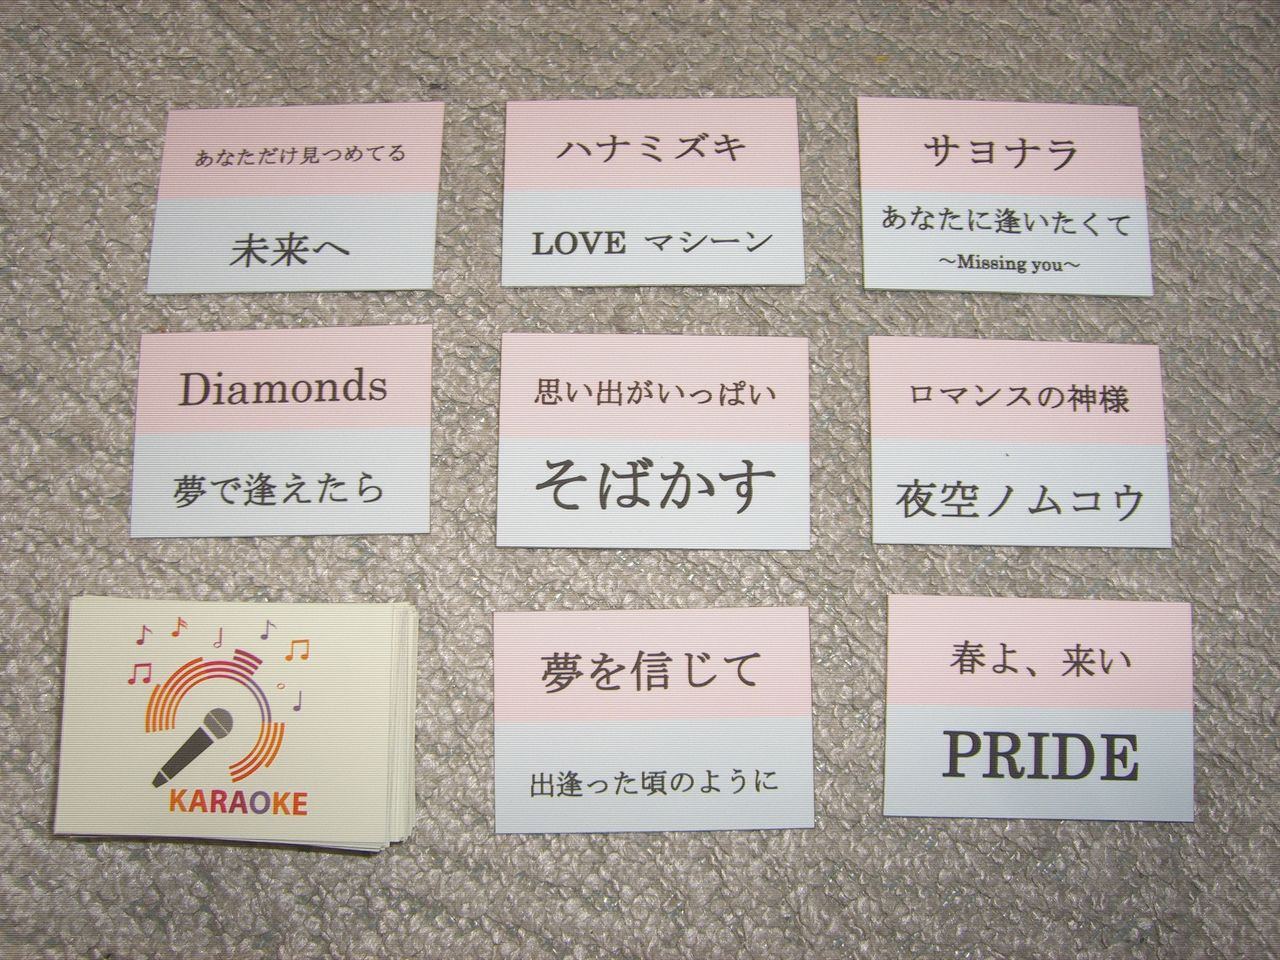 あなただけ見つめてる
未来へ
ハナミズキ
LOVE マシーン
サヨナラ
あなたに逢いたくて
～Missing you～
Diamonds
夢で逢えたら
思い出がいっぱい
そばかす
ロマンスの神様
夜空ノムコウ
KARAOKE
夢を信じて
出逢った頃のように
春よ、来い
PRIDE